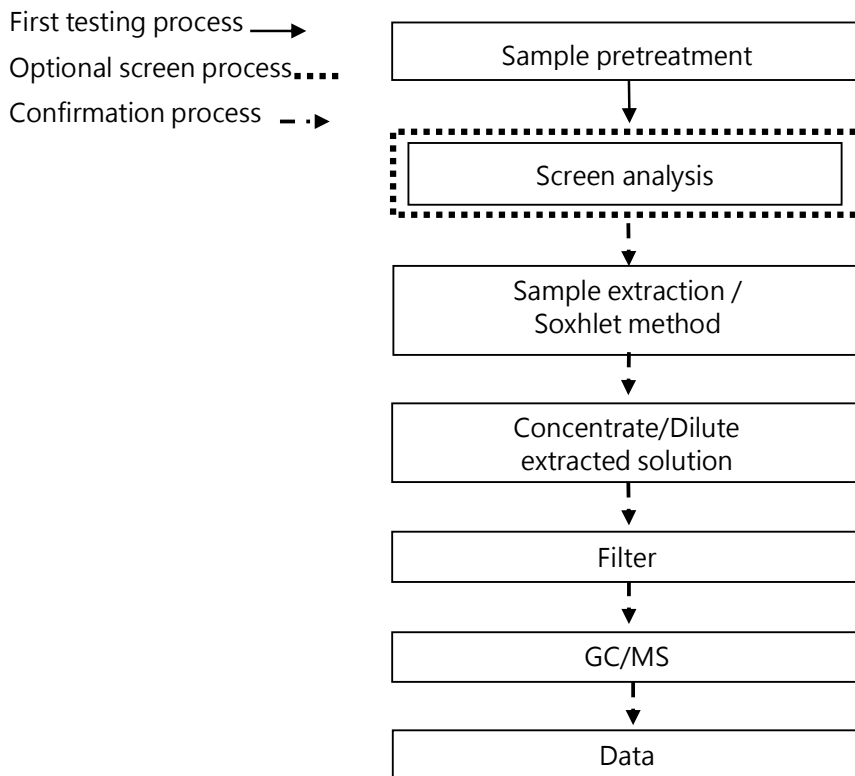 First testing process
Optional screen process
Confirmation process
Sample pretreatment
Screen analysis
Sample extraction /
Soxhlet method
Concentrate/Dilute
extracted solution
Filter
GC/MS
Data